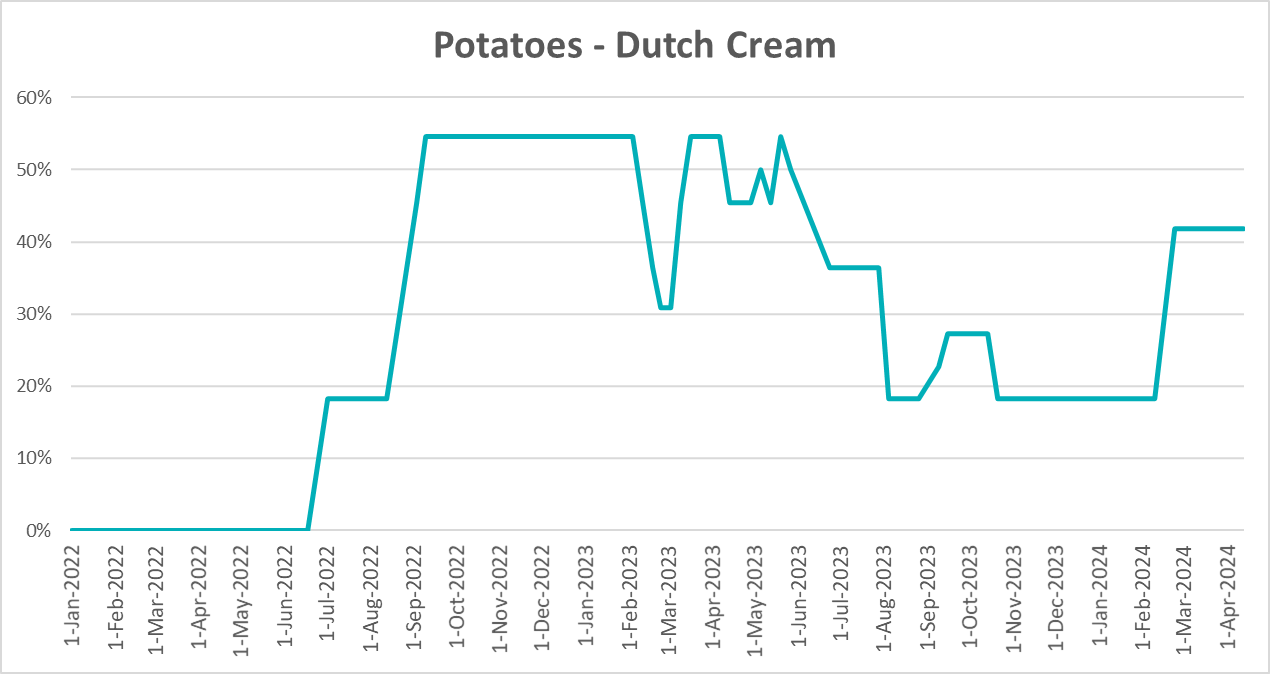 Potatoes - Dutch Cream
60%
50%
40%
30%
20%
10%
0%
1-Jan-2022
1-Feb-2022
1-Mar-2022
1-Apr-2022
1-May-2022
1-Jun-2022
1-Jul-2022
1-Aug-2022
1-Sep-2022
1-Oct-2022
1-Nov-2022
1-Dec-2022
1-Jan-2023
1-Feb-2023
1-Mar-2023
1-Apr-2023
1-May-2023
1-Jun-2023
1-Jul-2023
1-Aug-2023
1-Sep-2023
1-Oct-2023
1-Nov-2023
1-Dec-2023
1-Jan-2024
1-Feb-2024
1-Mar-2024
1-Apr-2024